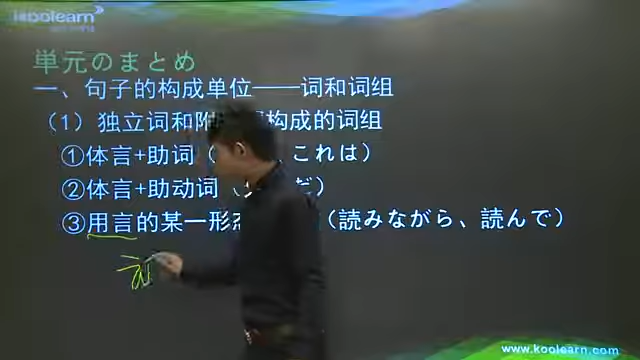 koolearn
単元のまとめ
一、句子的构成单位——词和词组
（1）独立词和附 构成的词组
①体言+助词（ 、これは）
②体言+助动词（ だ）
③用言的某一形 （読みながら、読んで）
www.koolearn.com